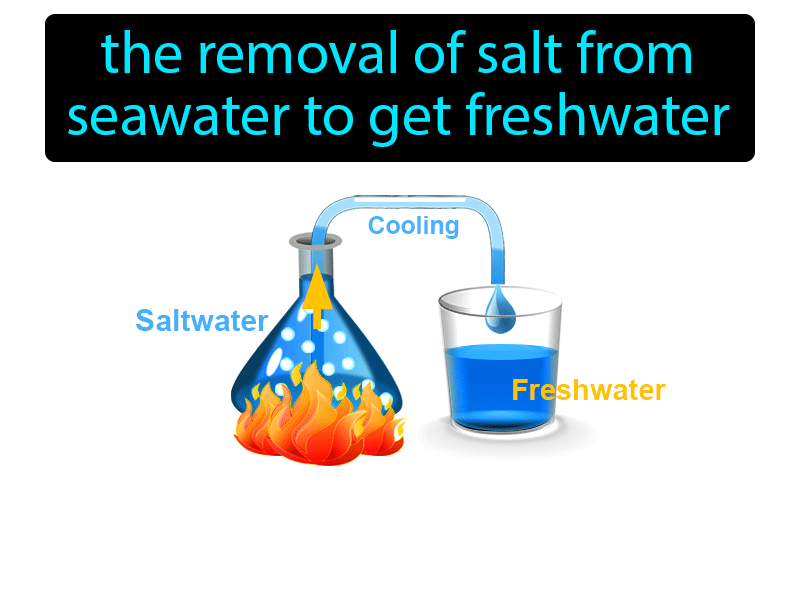 the removal of salt from
seawater to get freshwater
Cooling
Saltwater
Freshwater